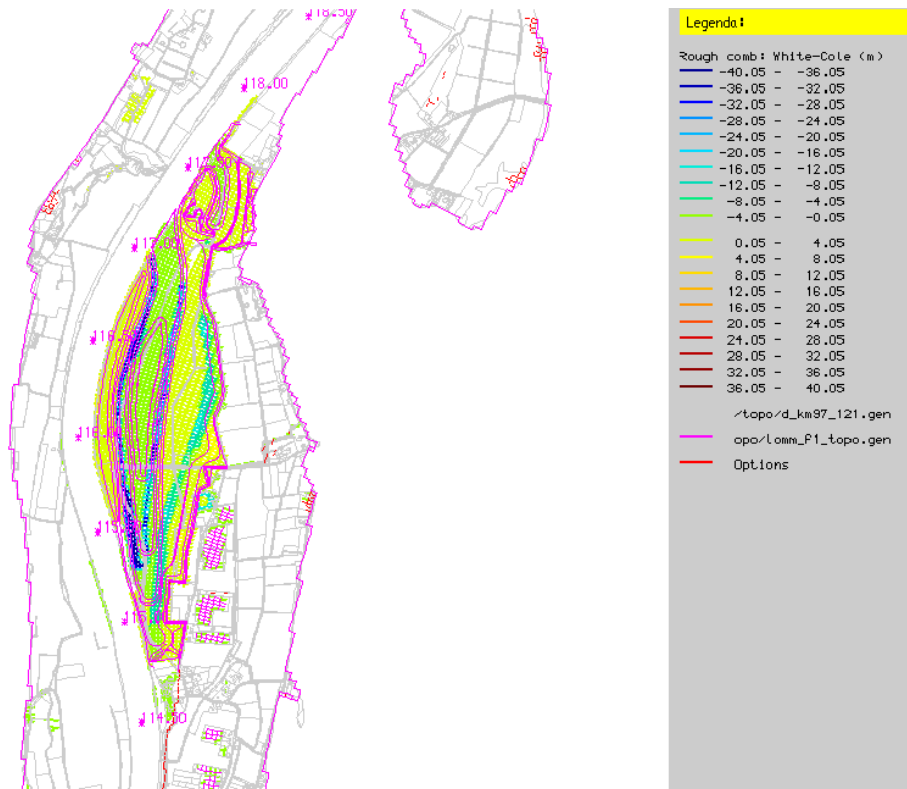 118.50
118.00
117.50
117.00
114.50
Legenda:
Rough comb: White-Cole (m)
-40.05 - -36.05
-36.05 - -32.05
-32.05 - -28.05
-28.05 - -24.05
-24.05 - -20.05
-20.05 - -16.05
-16.05 - -12.05
-12.05 - -8.05
-8.05 - -4.05
-4.05 - -0.05
0.05 - 4.05
4.05 - 8.05
8.05 - 12.05
12.05 - 16.05
16.05 - 20.05
20.05 - 24.05
24.05 - 28.05
28.05 - 32.05
32.05 - 36.05
36.05 - 40.05
/topo/d_km97_121.gen
opo/lomm_f1_topo.gen
Options